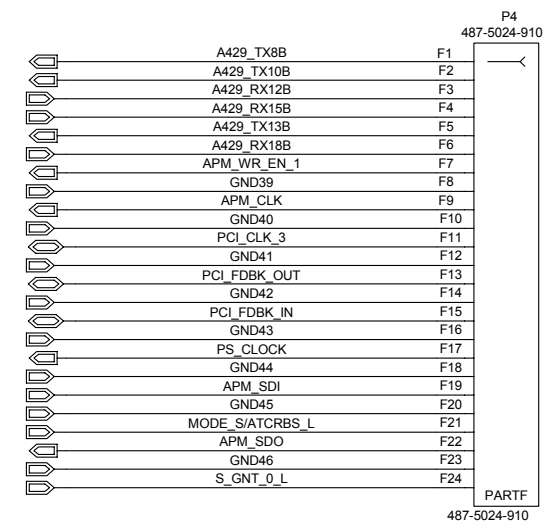 P4
487-5024-910
A429_TX8B F1
A429_TX10B F2
A429_RX12B F3
A429_RX15B F4
A429_TX13B F5
A429_RX18B F6
APM_WR_EN_1 F7
GND39 F8
APM_CLK F9
GND40 F10
PCI_CLK_3 F11
GND41 F12
PCI_FDBK_OUT F13
GND42 F14
PCI_FDBK_IN F15
GND43 F16
PS_CLOCK F17
GND44 F18
APM_SDI F19
GND45 F20
MODE_S/ATCRBS_L F21
APM_SDO F22
GND46 F23
S_GNT_0_L F24
PARTF
487-5024-910